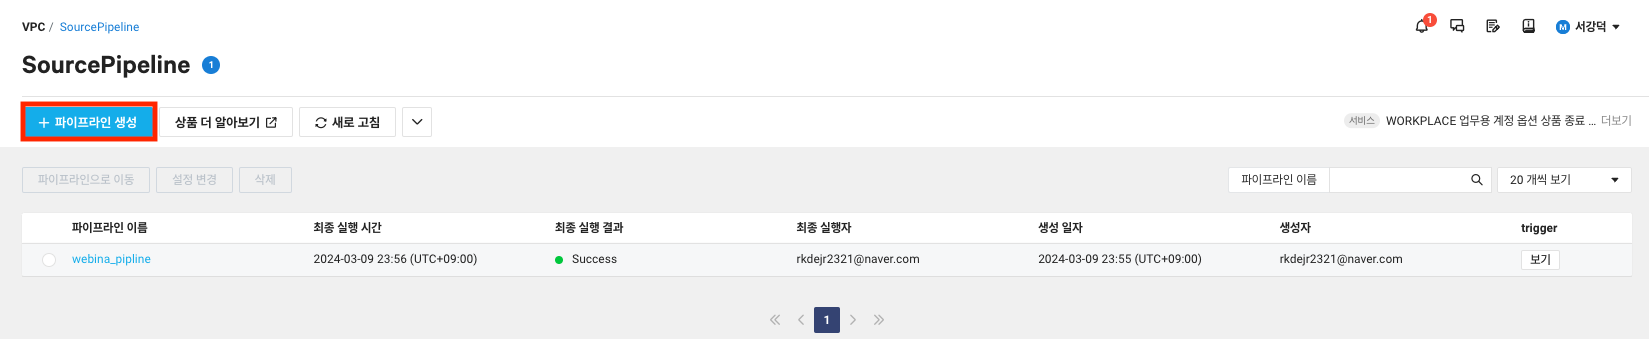 VPC / SourcePipeline
1
M 서강덕
SourcePipeline 1
+ 파이프라인 생성
상품 더 알아보기
새로 고침
서비스 WORKPLACE 업무용 계정 옵션 상품 종료 ... 더보기
파이프라인으로 이동
설정 변경
삭제
파이프라인 이름
20 개씩 보기
파이프라인 이름 최종 실행 시간 최종 실행 결과 최종 실행자 생성 일자 생성자 trigger
webina_pipline 2024-03-09 23:56 (UTC+09:00) Success rkdejr2321@naver.com 2024-03-09 23:55 (UTC+09:00) rkdejr2321@naver.com 보기
1